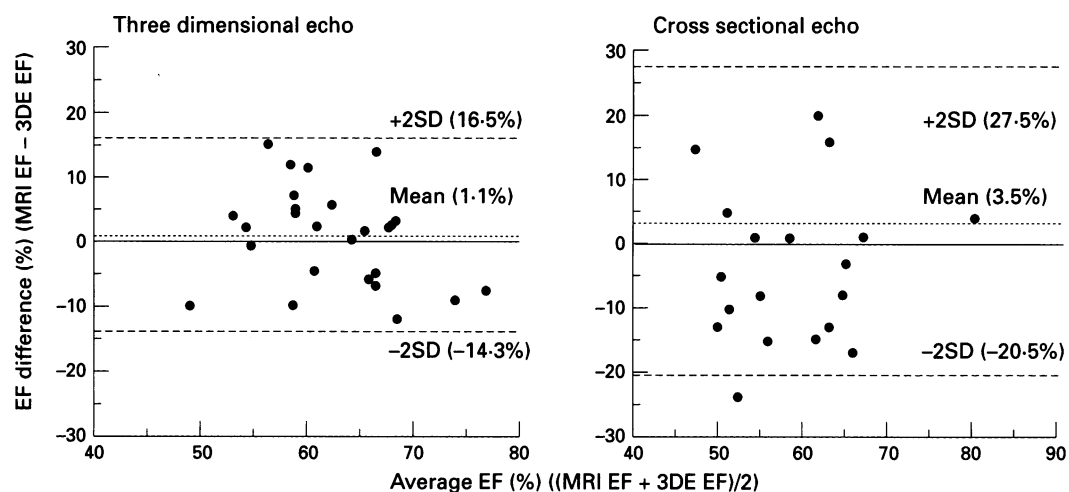 Three dimensional echo
EF difference (%) (MRI EF – 3DE EF)
30
20
10
0
–10
–20
–30
+2SD (16·5%)
Mean (1·1%)
–2SD (–14·3%)
40
50
60
70
80
Cross sectional echo
30
20
10
0
–10
–20
–30
+2SD (27·5%)
Mean (3.5%)
–2SD (–20·5%)
40
50
60
70
80
90
Average EF (%) ((MRI EF + 3DE EF)/2)